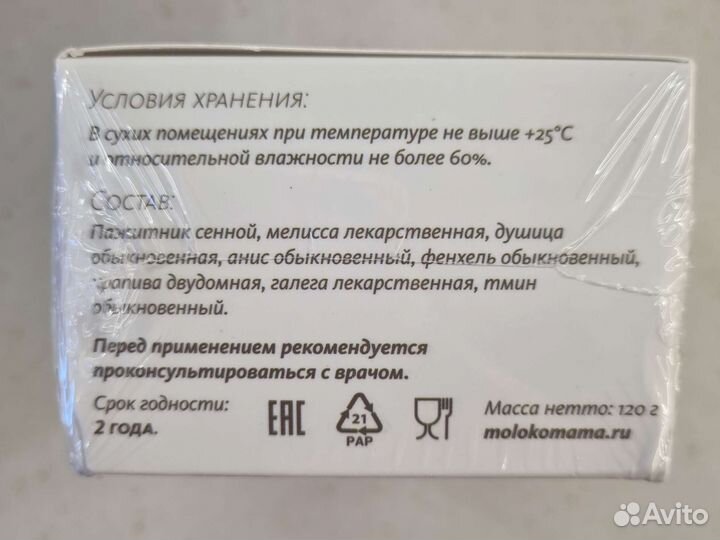 Условия хранения:
В сухих помещениях при температуре не выше +25°C
и относительной влажности не более 60%.
Состав:
Пажитник сенной, мелисса лекарственная, душица
обыкновенная, анис обыкновенный, фенхель обыкновенный,
крапива двудомная, галега лекарственная, тмин
обыкновенный.
Перед применением рекомендуется
проконсультироваться с врачом.
Срок годности:
2 года.
EAC
21
PAP
Масса нетто: 120 г
molokomama.ru
Avito